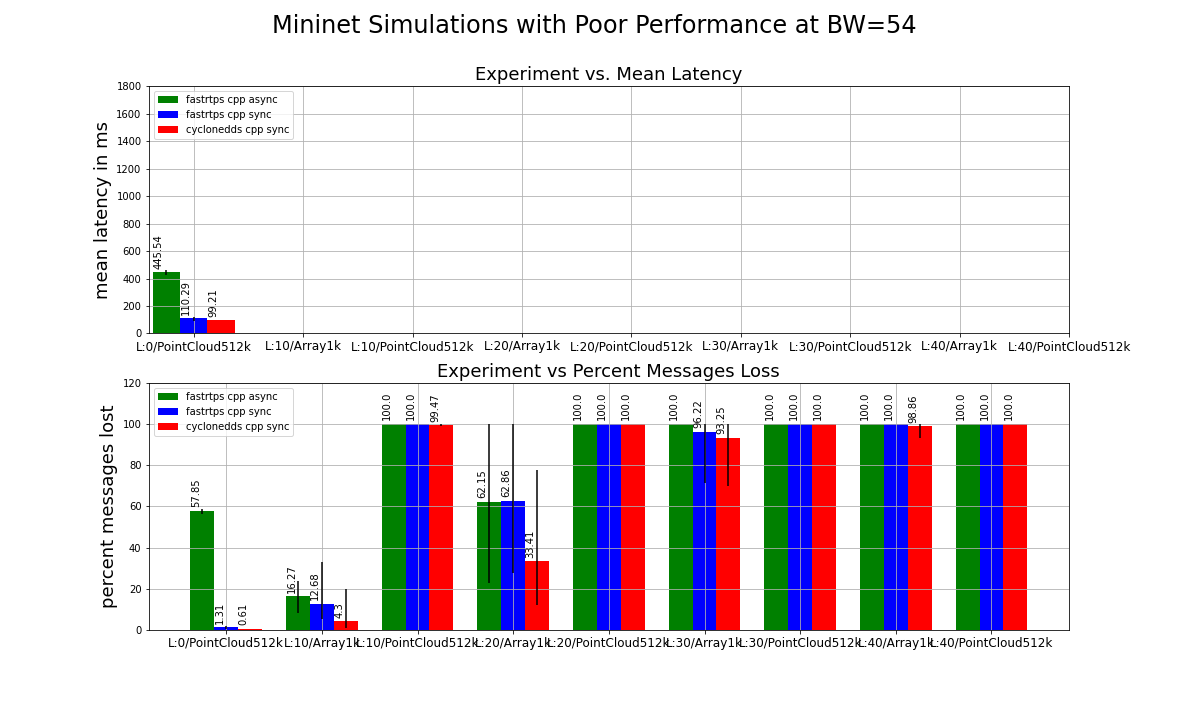 Mininet Simulations with Poor Performance at BW=54
Experiment vs. Mean Latency
mean latency in ms
1800
1600
1400
1200
1000
800
600
400
200
0
fastrtps cpp async
fastrtps cpp sync
cyclonedds cpp sync
445.54
110.29
99.21
L:0/PointCloud512k
L:10/Array1k
L:10/PointCloud512k
L:20/Array1k
L:20/PointCloud512k
L:30/Array1k
L:30/PointCloud512k
L:40/Array1k
L:40/PointCloud512k
Experiment vs Percent Messages Loss
percent messages lost
120
100
80
60
40
20
0
fastrtps cpp async
fastrtps cpp sync
cyclonedds cpp sync
57.85
1.31
0.61
16.27
12.68
4.3
100.0
100.0
99.47
62.15
62.86
33.41
100.0
100.0
100.0
100.0
96.22
93.25
100.0
100.0
100.0
100.0
100.0
98.86
100.0
100.0
100.0
L:0/PointCloud512k
L:10/Array1k
L:10/PointCloud512k
L:20/Array1k
L:20/PointCloud512k
L:30/Array1k
L:30/PointCloud512k
L:40/Array1k
L:40/PointCloud512k